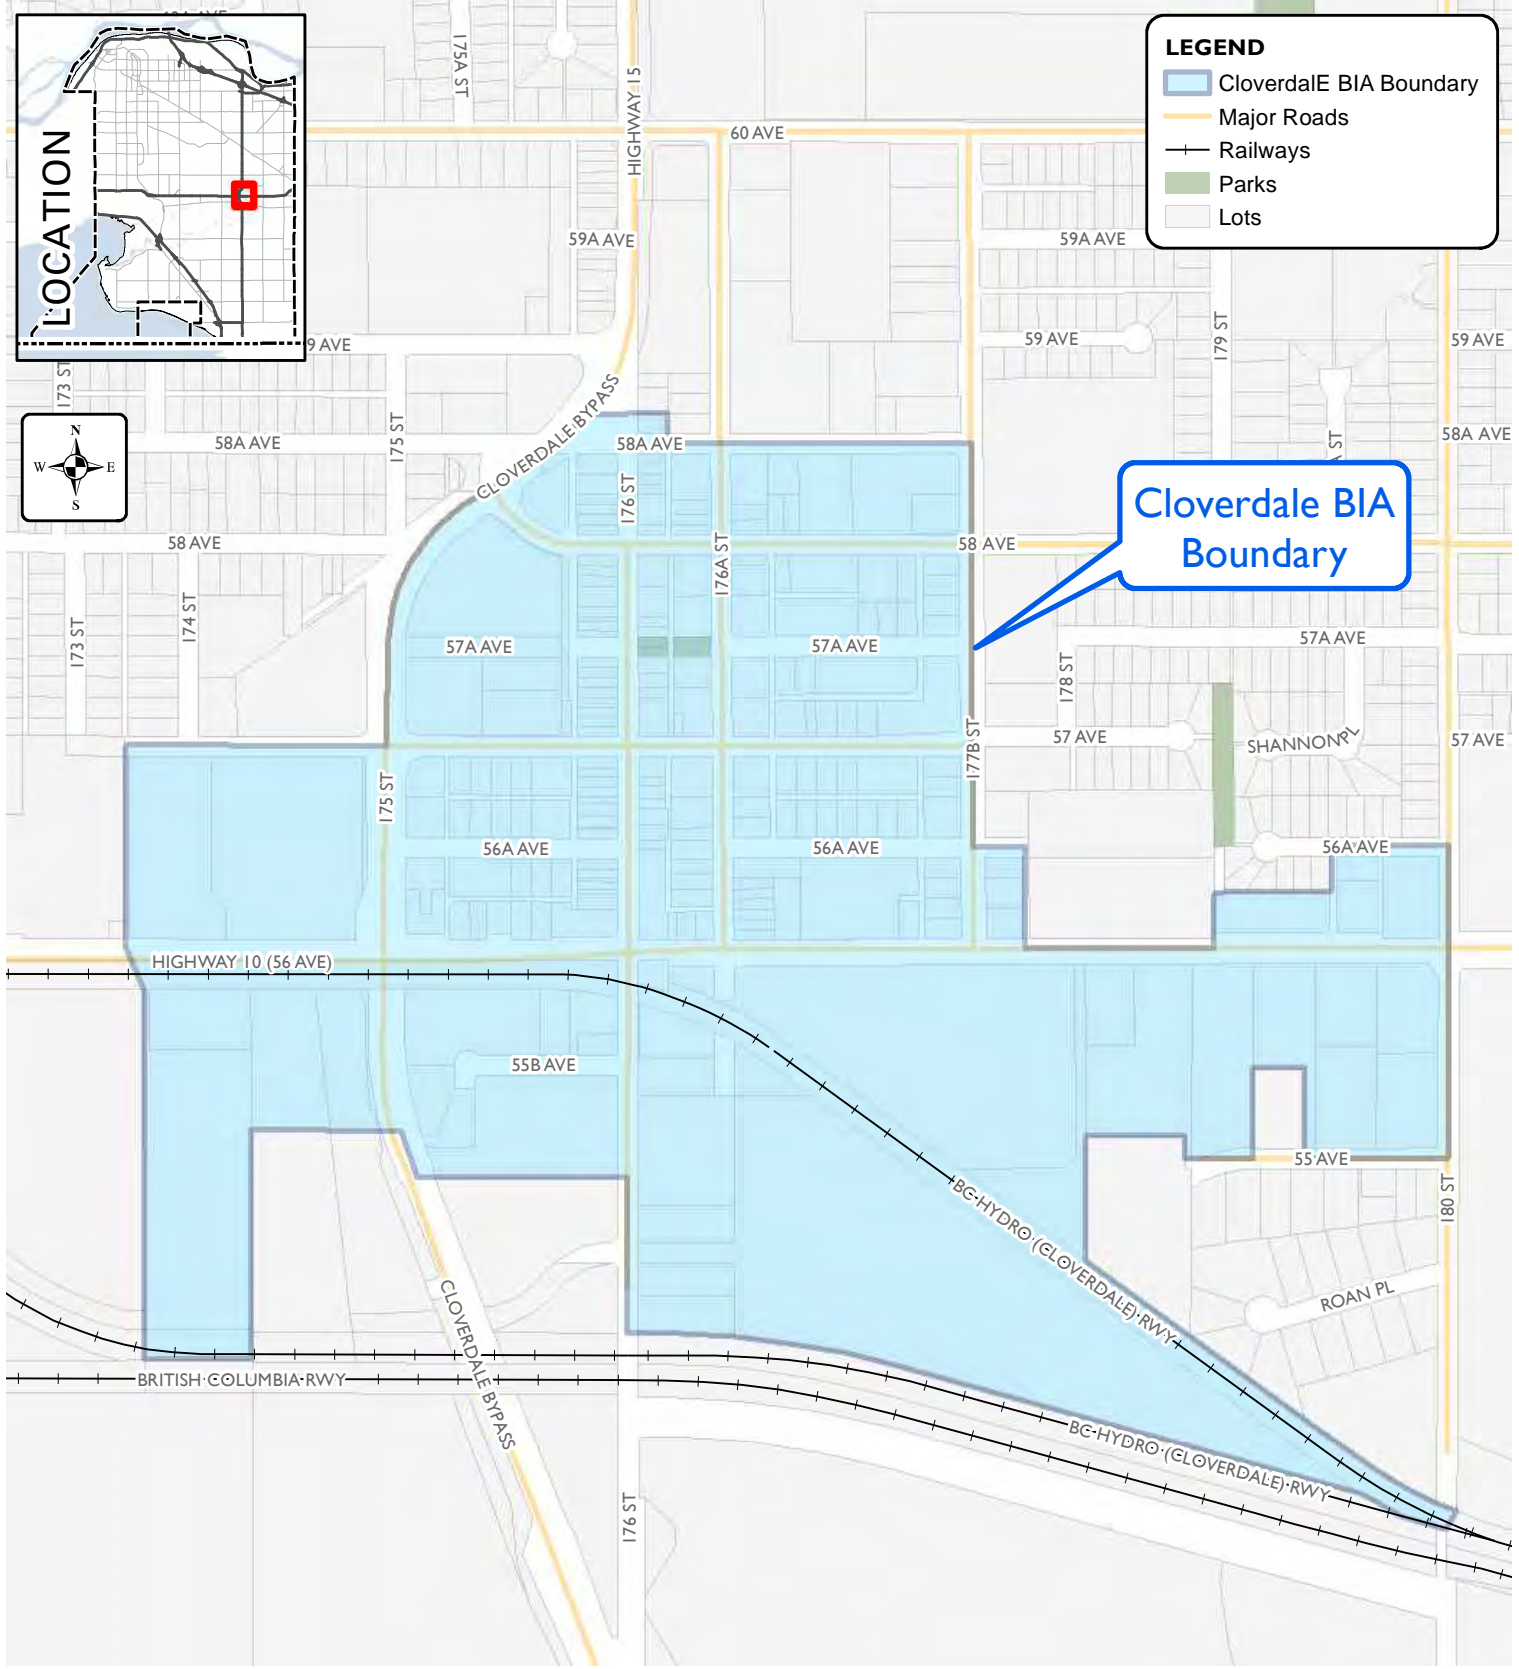 LOCATION
LEGEND
CloverdalE BIA Boundary
Major Roads
Railways
Parks
Lots
175A ST
HIGHWAY 15
60 AVE
59A AVE
59A AVE
9 AVE
173 ST
59 AVE
179 ST
59 AVE
N
W E
S
58A AVE
175 ST
CLOVERDALE BYPASS
58A AVE
58A AVE
A ST
176 ST
Cloverdale BIA
Boundary
58 AVE
58 AVE
176A ST
173 ST
174 ST
57A AVE
57A AVE
57A AVE
178 ST
177B ST
57 AVE
SHANNON PL
57 AVE
175 ST
56A AVE
56A AVE
56A AVE
HIGHWAY 10 (56 AVE)
55B AVE
55 AVE
180 ST
BC HYDRO (CLOVERDALE) RWY
ROAN PL
CLOVERDALE BYPASS
BRITISH COLUMBIA RWY
BC HYDRO (CLOVERDALE) RWY
176 ST